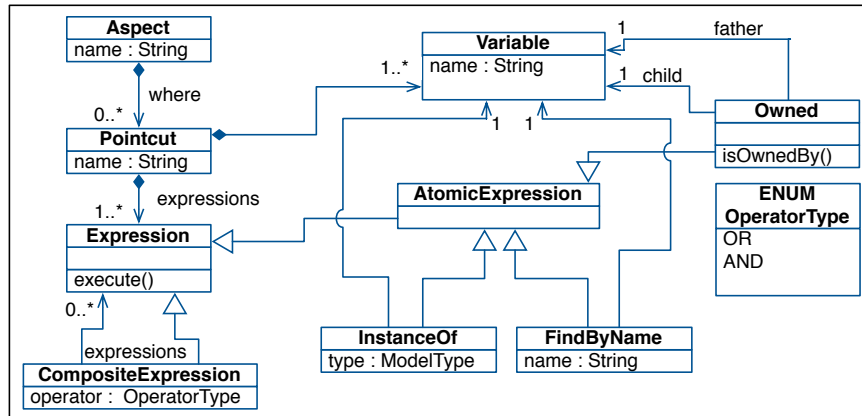 Aspect
name : String
where
0..*
Pointcut
name : String
expressions
1..*
Expression
execute()
0..*
expressions
CompositeExpression
operator : OperatorType
1..*
Variable
name : String
1
father
1
child
1
1
Owned
isOwnedBy()
AtomicExpression
ENUM
OperatorType
OR
AND
InstanceOf
type : ModelType
FindByName
name : String